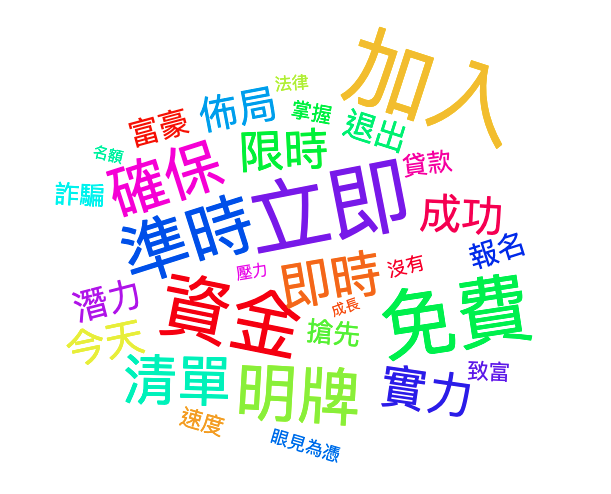 加入
法律
佈局
掌握
富豪
退出
限時
名額
確保
貸款
詐騙
立即
成功
準時
報名
壓力
即時
沒有
潛力
資金
成長
免費
搶先
今天
清單
明牌
實力
致富
速度
眼見為憑